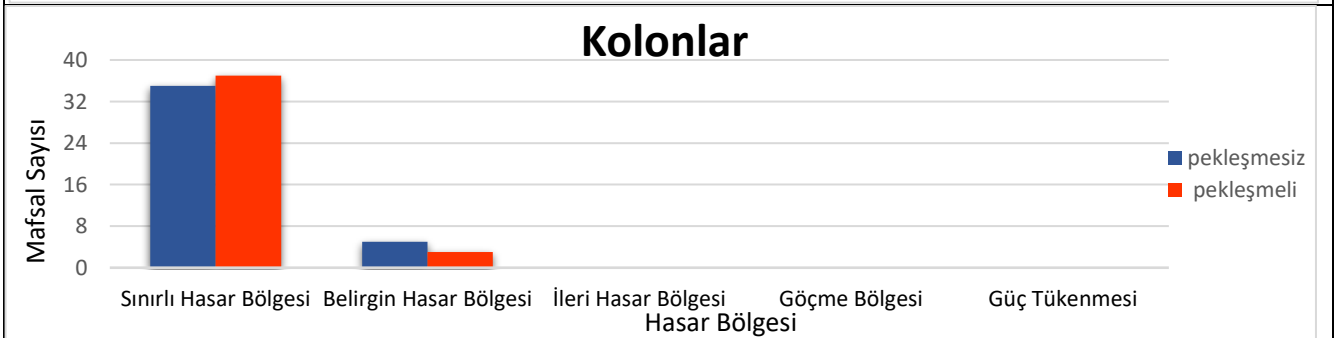 Kolonlar
40
32
24
16
8
0
Mafsal Sayısı
Sınırlı Hasar Bölgesi Belirgin Hasar Bölgesi İleri Hasar Bölgesi Göçme Bölgesi Güç Tükenmesi
Hasar Bölgesi
pekleşmesiz
pekleşmeli